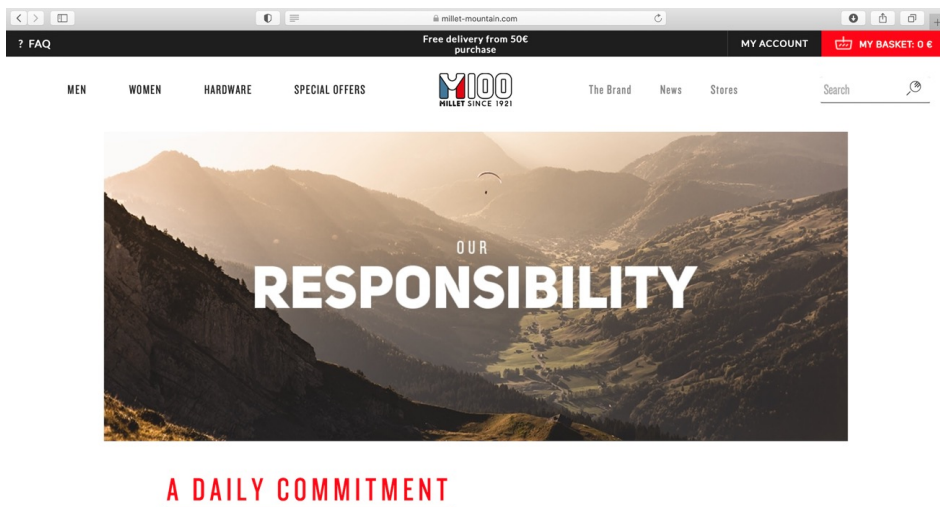 millet-mountain.com
? FAQ
Free delivery from 50€
purchase
MY ACCOUNT
MY BASKET: 0 €
MEN
WOMEN
HARDWARE
SPECIAL OFFERS
M100
MILLET SINCE 1921
The Brand
News
Stores
Search
OUR
RESPONSIBILITY
A DAILY COMMITMENT